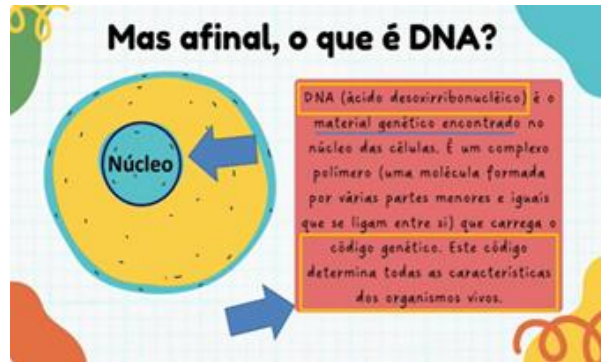 Mas afinal, o que é DNA?
Núcleo
DNA (ácido desoxirribonucléico) é o
material genético encontrado no
núcleo das células. É um complexo
polímero (uma molécula formada
por várias partes menores e iguais
que se ligam entre si) que carrega o
código genético. Este código
determina todas as características
dos organismos vivos.